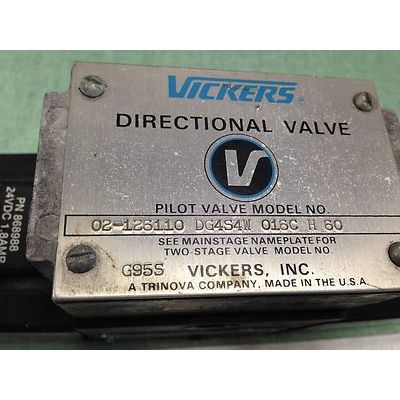 VICKERS®
DIRECTIONAL VALVE
V
PILOT VALVE MODEL NO.
02-126110 DG4S4W 016C H 60
SEE MAINSTAGE NAMEPLATE FOR
TWO-STAGE VALVE MODEL NO.
G95S VICKERS, INC.
A TRINOVA COMPANY, MADE IN THE U.S.A.
PN 868988
24VDC 1.8AMP